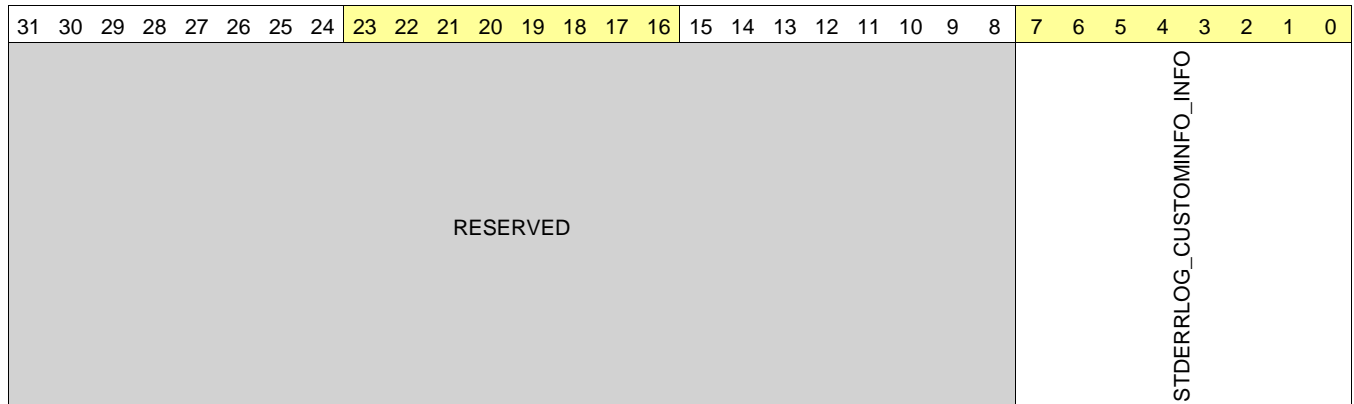 31 30 29 28 27 26 25 24 23 22 21 20 19 18 17 16 15 14 13 12 11 10 9 8 7 6 5 4 3 2 1 0
RESERVED
STDERRLOG_CUSTOMINFO_INFO